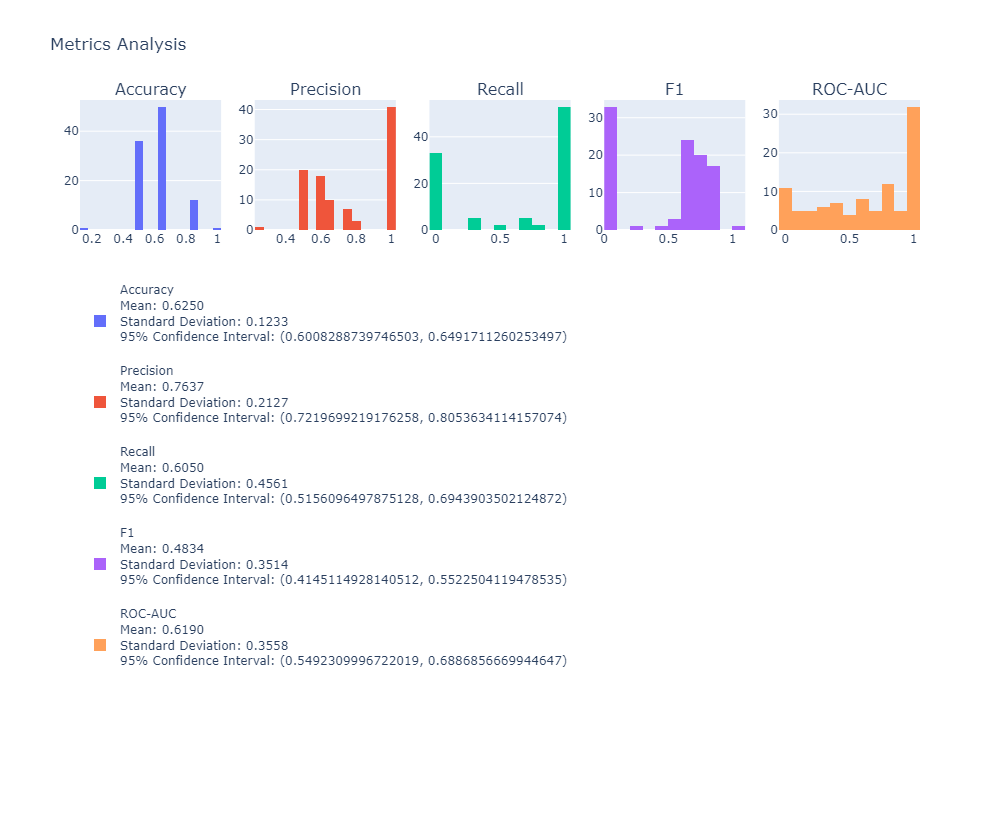 Metrics Analysis
Accuracy Precision Recall F1 ROC-AUC
40
20
0
0.2 0.4 0.6 0.8 1
40
30
20
10
0
0.4 0.6 0.8 1
40
20
0
0 0.5 1
30
20
10
0
0 0.5 1
30
20
10
0
0 0.5 1
Accuracy
Mean: 0.6250
Standard Deviation: 0.1233
95% Confidence Interval: (0.6008288739746503, 0.6491711260253497)
Precision
Mean: 0.7637
Standard Deviation: 0.2127
95% Confidence Interval: (0.7219699219176258, 0.8053634114157074)
Recall
Mean: 0.6050
Standard Deviation: 0.4561
95% Confidence Interval: (0.5156096497875128, 0.6943903502124872)
F1
Mean: 0.4834
Standard Deviation: 0.3514
95% Confidence Interval: (0.4145114928140512, 0.5522504119478535)
ROC-AUC
Mean: 0.6190
Standard Deviation: 0.3558
95% Confidence Interval: (0.5492309996722019, 0.6886856669944647)